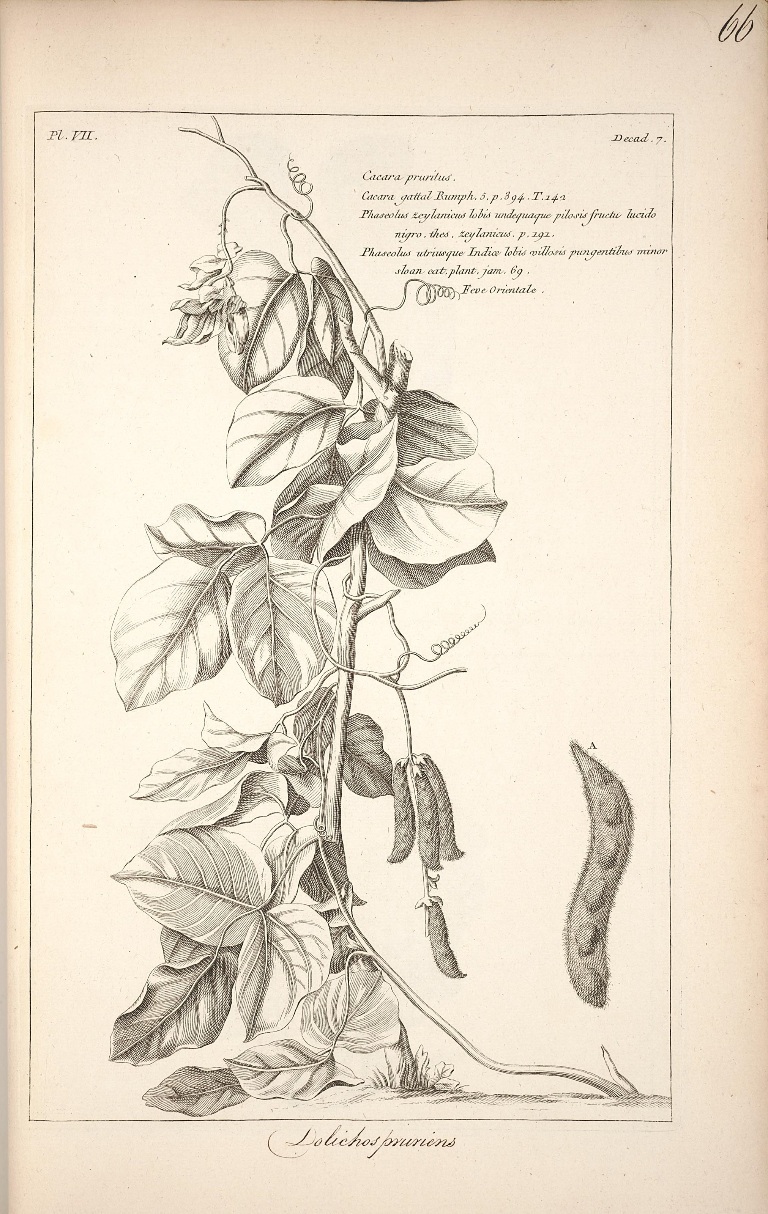 66
Pl. VII.
Decad. 7.
Cacara pruritus.
Cacara gattal Rumph. 5. p. 394. T. 142
Phaseolus zeylanicus lobis undequaque pilosis fructu lucido
nigro. thes. zeylanicus. p. 191.
Phaseolus utriusque Indiæ lobis villosis pungentibus minor
sloan cat. plant. jam. 69.
Feve Orientale.
A
Dolichos pruriens